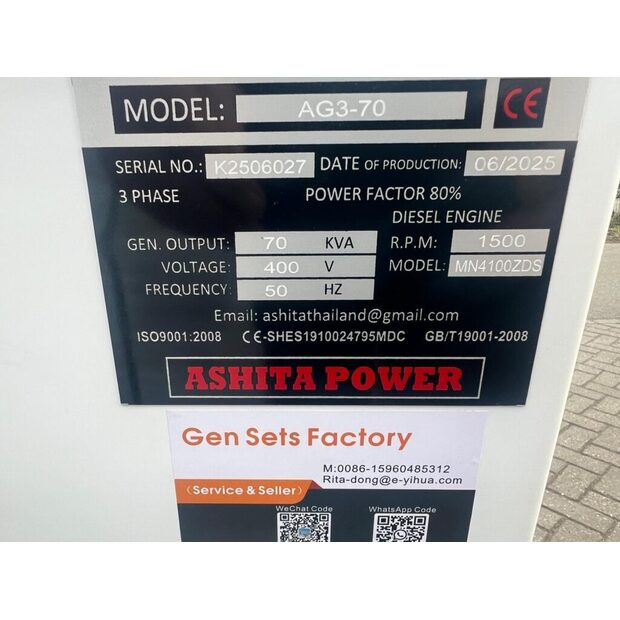 MODEL: AG3-70 CE
SERIAL NO.: K2506027 DATE OF PRODUCTION: 06/2025
3 PHASE POWER FACTOR 80%
DIESEL ENGINE
GEN. OUTPUT: 70 KVA R.P.M: 1500
VOLTAGE: 400 V MODEL: MN4100ZDS
FREQUENCY: 50 HZ
Email: ashitathailand@gmail.com
ISO9001:2008 CE-SHES1910024795MDC GB/T19001-2008
ASHITA POWER
Gen Sets Factory
M:0086-15960485312
Rita-dong@e-yihua.com
(Service & Seller)
WeChat Code WhatsApp Code